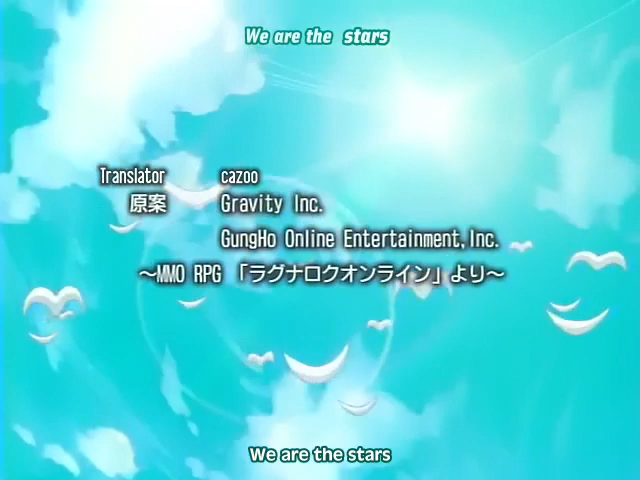 We are the stars
Translator cazoo
原案 Gravity Inc.
GungHo Online Entertainment,Inc.
～MMO RPG 「ラグナロクオンライン」より～
We are the stars